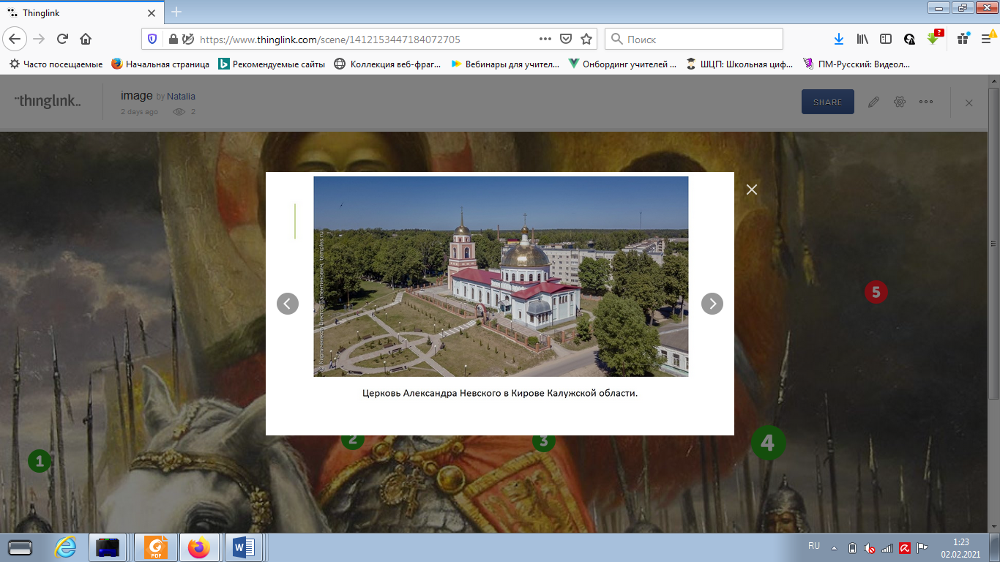 Thinglink
https://www.thinglink.com/scene/1412153447184072705
Поиск
?
Часто посещаемые
Начальная страница
Рекомендуемые сайты
Коллекция веб-фраг...
Вебинары для учител...
Онбординг учителей ...
ШЦП: Школьная циф...
ПМ-Русский: Видеол...
thinglink..
image by Natalia
2 days ago
2
SHARE
© Кирпичников Виктор Валентинович, temples.ru
Церковь Александра Невского в Кирове Калужской области.
1
2
3
4
5
PDF
W
RU
1:23
02.02.2021